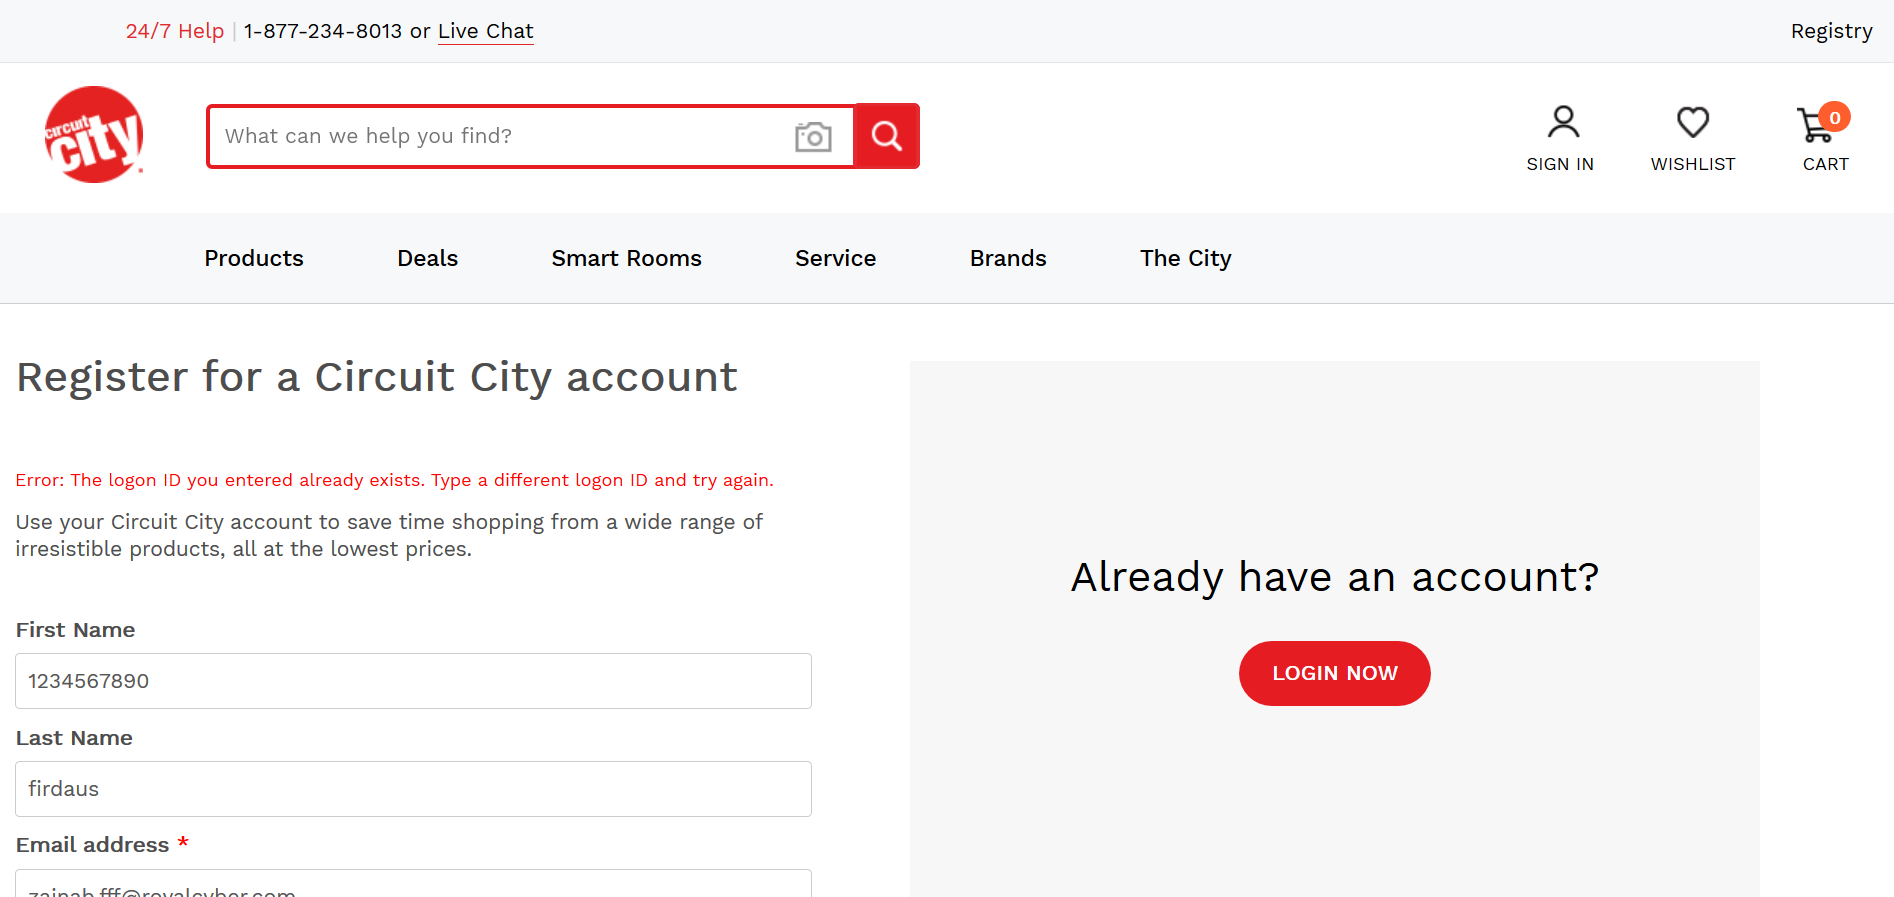 24/7 Help | 1-877-234-8013 or Live Chat
Registry
circuit
city
What can we help you find?
0
SIGN IN
WISHLIST
CART
Products
Deals
Smart Rooms
Service
Brands
The City
Register for a Circuit City account
Error: The logon ID you entered already exists. Type a different logon ID and try again.
Use your Circuit City account to save time shopping from a wide range of
irresistible products, all at the lowest prices.
First Name
1234567890
Last Name
firdaus
Email address *
zainab.fff@royalcyber.com
Already have an account?
LOGIN NOW